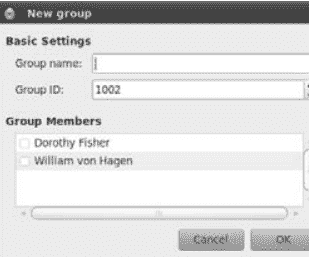 New group
Basic Settings
Group name:
Group ID: 1002
Group Members
Dorothy Fisher
William von Hagen
Cancel OK